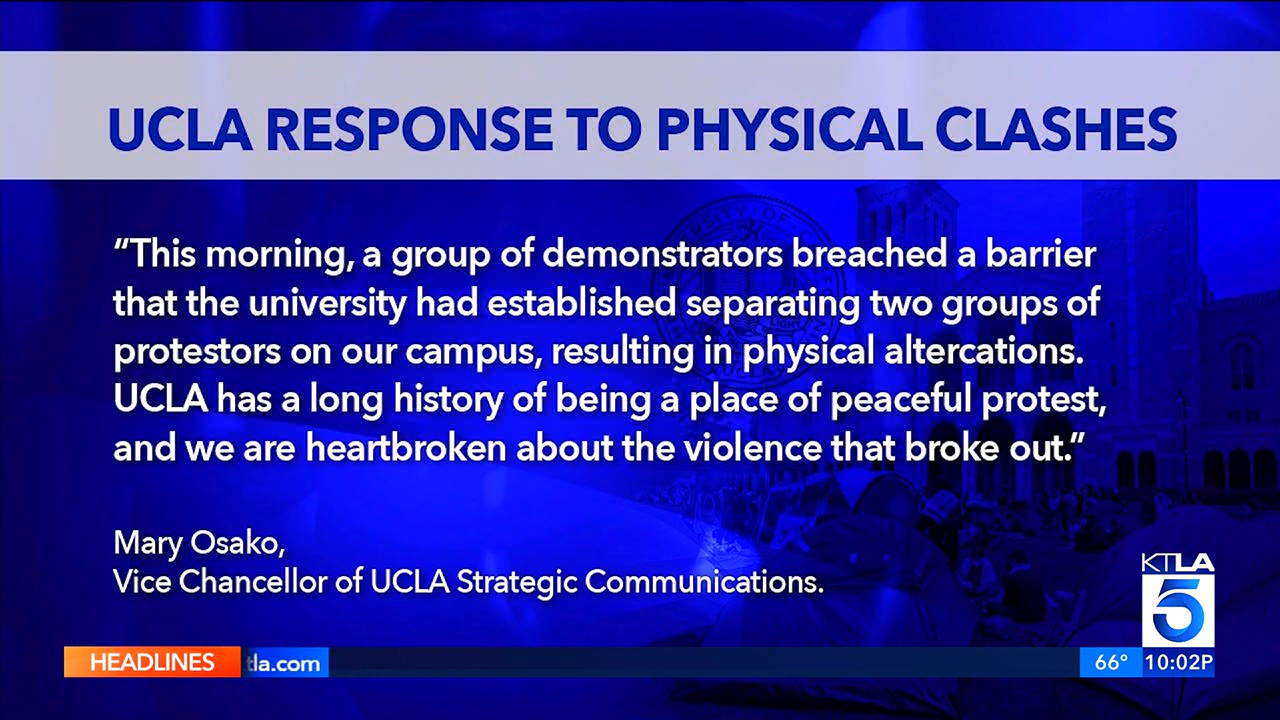 UCLA RESPONSE TO PHYSICAL CLASHES
“This morning, a group of demonstrators breached a barrier
that the university had established separating two groups of
protestors on our campus, resulting in physical altercations.
UCLA has a long history of being a place of peaceful protest,
and we are heartbroken about the violence that broke out.”
Mary Osako,
Vice Chancellor of UCLA Strategic Communications.
KTLA
5
HEADLINES tla.com 66° 10:02P